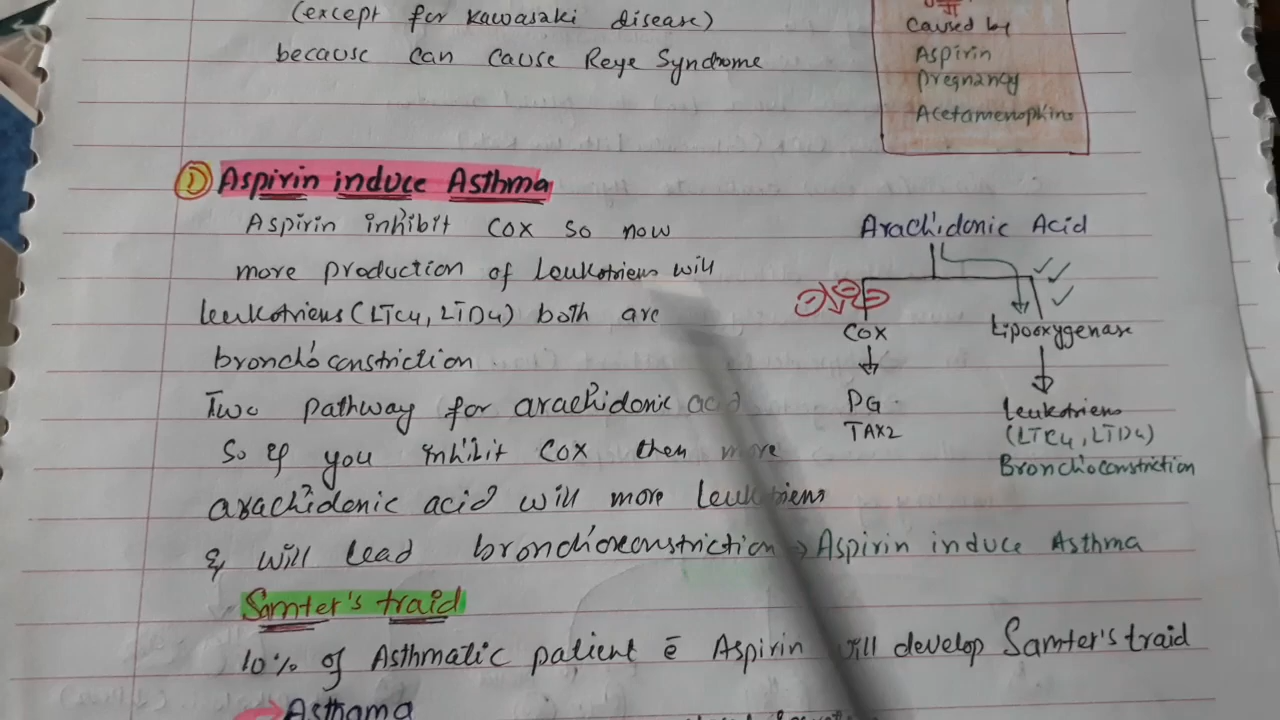 (except for Kawasaki disease)
because can cause Reye Syndrome
caused by
Aspirin
pregnancy
Acetamenophine
① Aspirin induce Asthma
Aspirin inhibit COX so now
more production of leukotriens will
leukotriens (LTC4, LTD4) both are
bronchoconstriction.
Two pathway for arachidonic acid
So if you inhibit COX then more
arachidonic acid will more leukotriens
& will lead bronchioconstriction → Aspirin induce Asthma
Arachidonic Acid
COX
PG
TAX2
Lipooxygenase
leukotriens
(LTC4, LTD4)
Bronchioconstriction
Samter's traid
10% of Asthmatic patient c̄ Aspirin will develop Samter's traid
→ Asthama